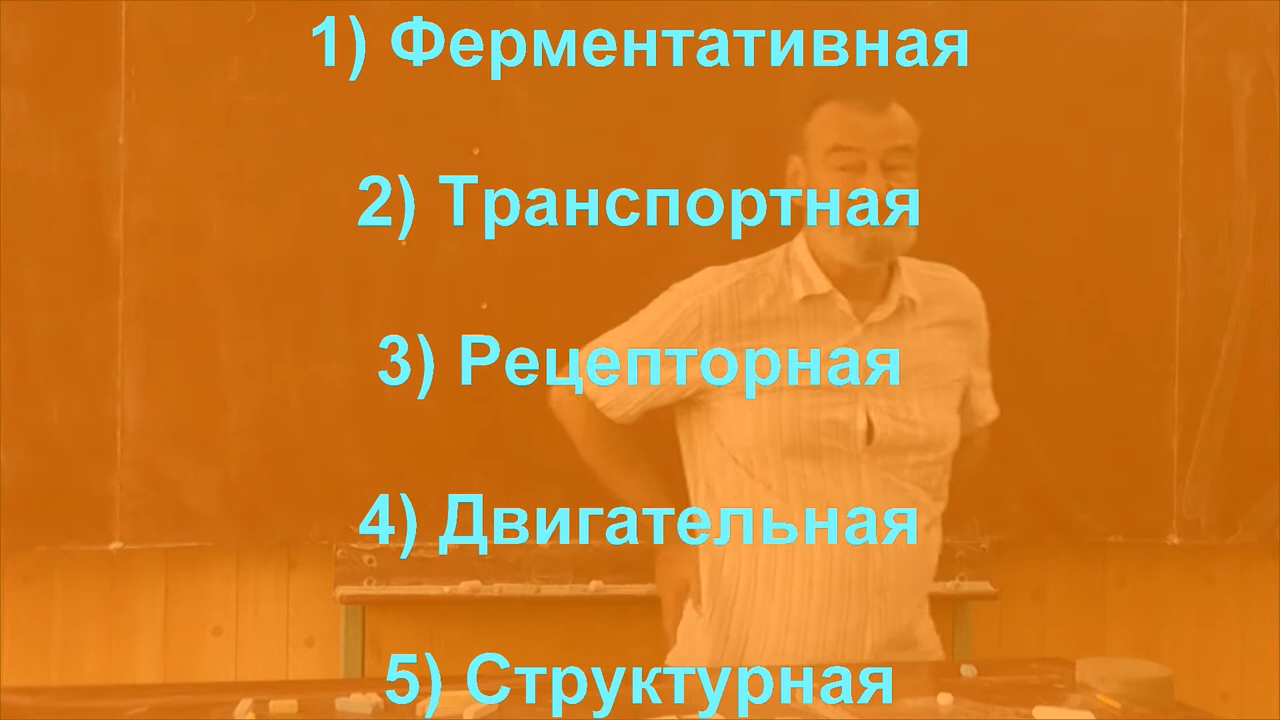 1) Ферментативная
2) Транспортная
3) Рецепторная
4) Двигательная
5) Структурная